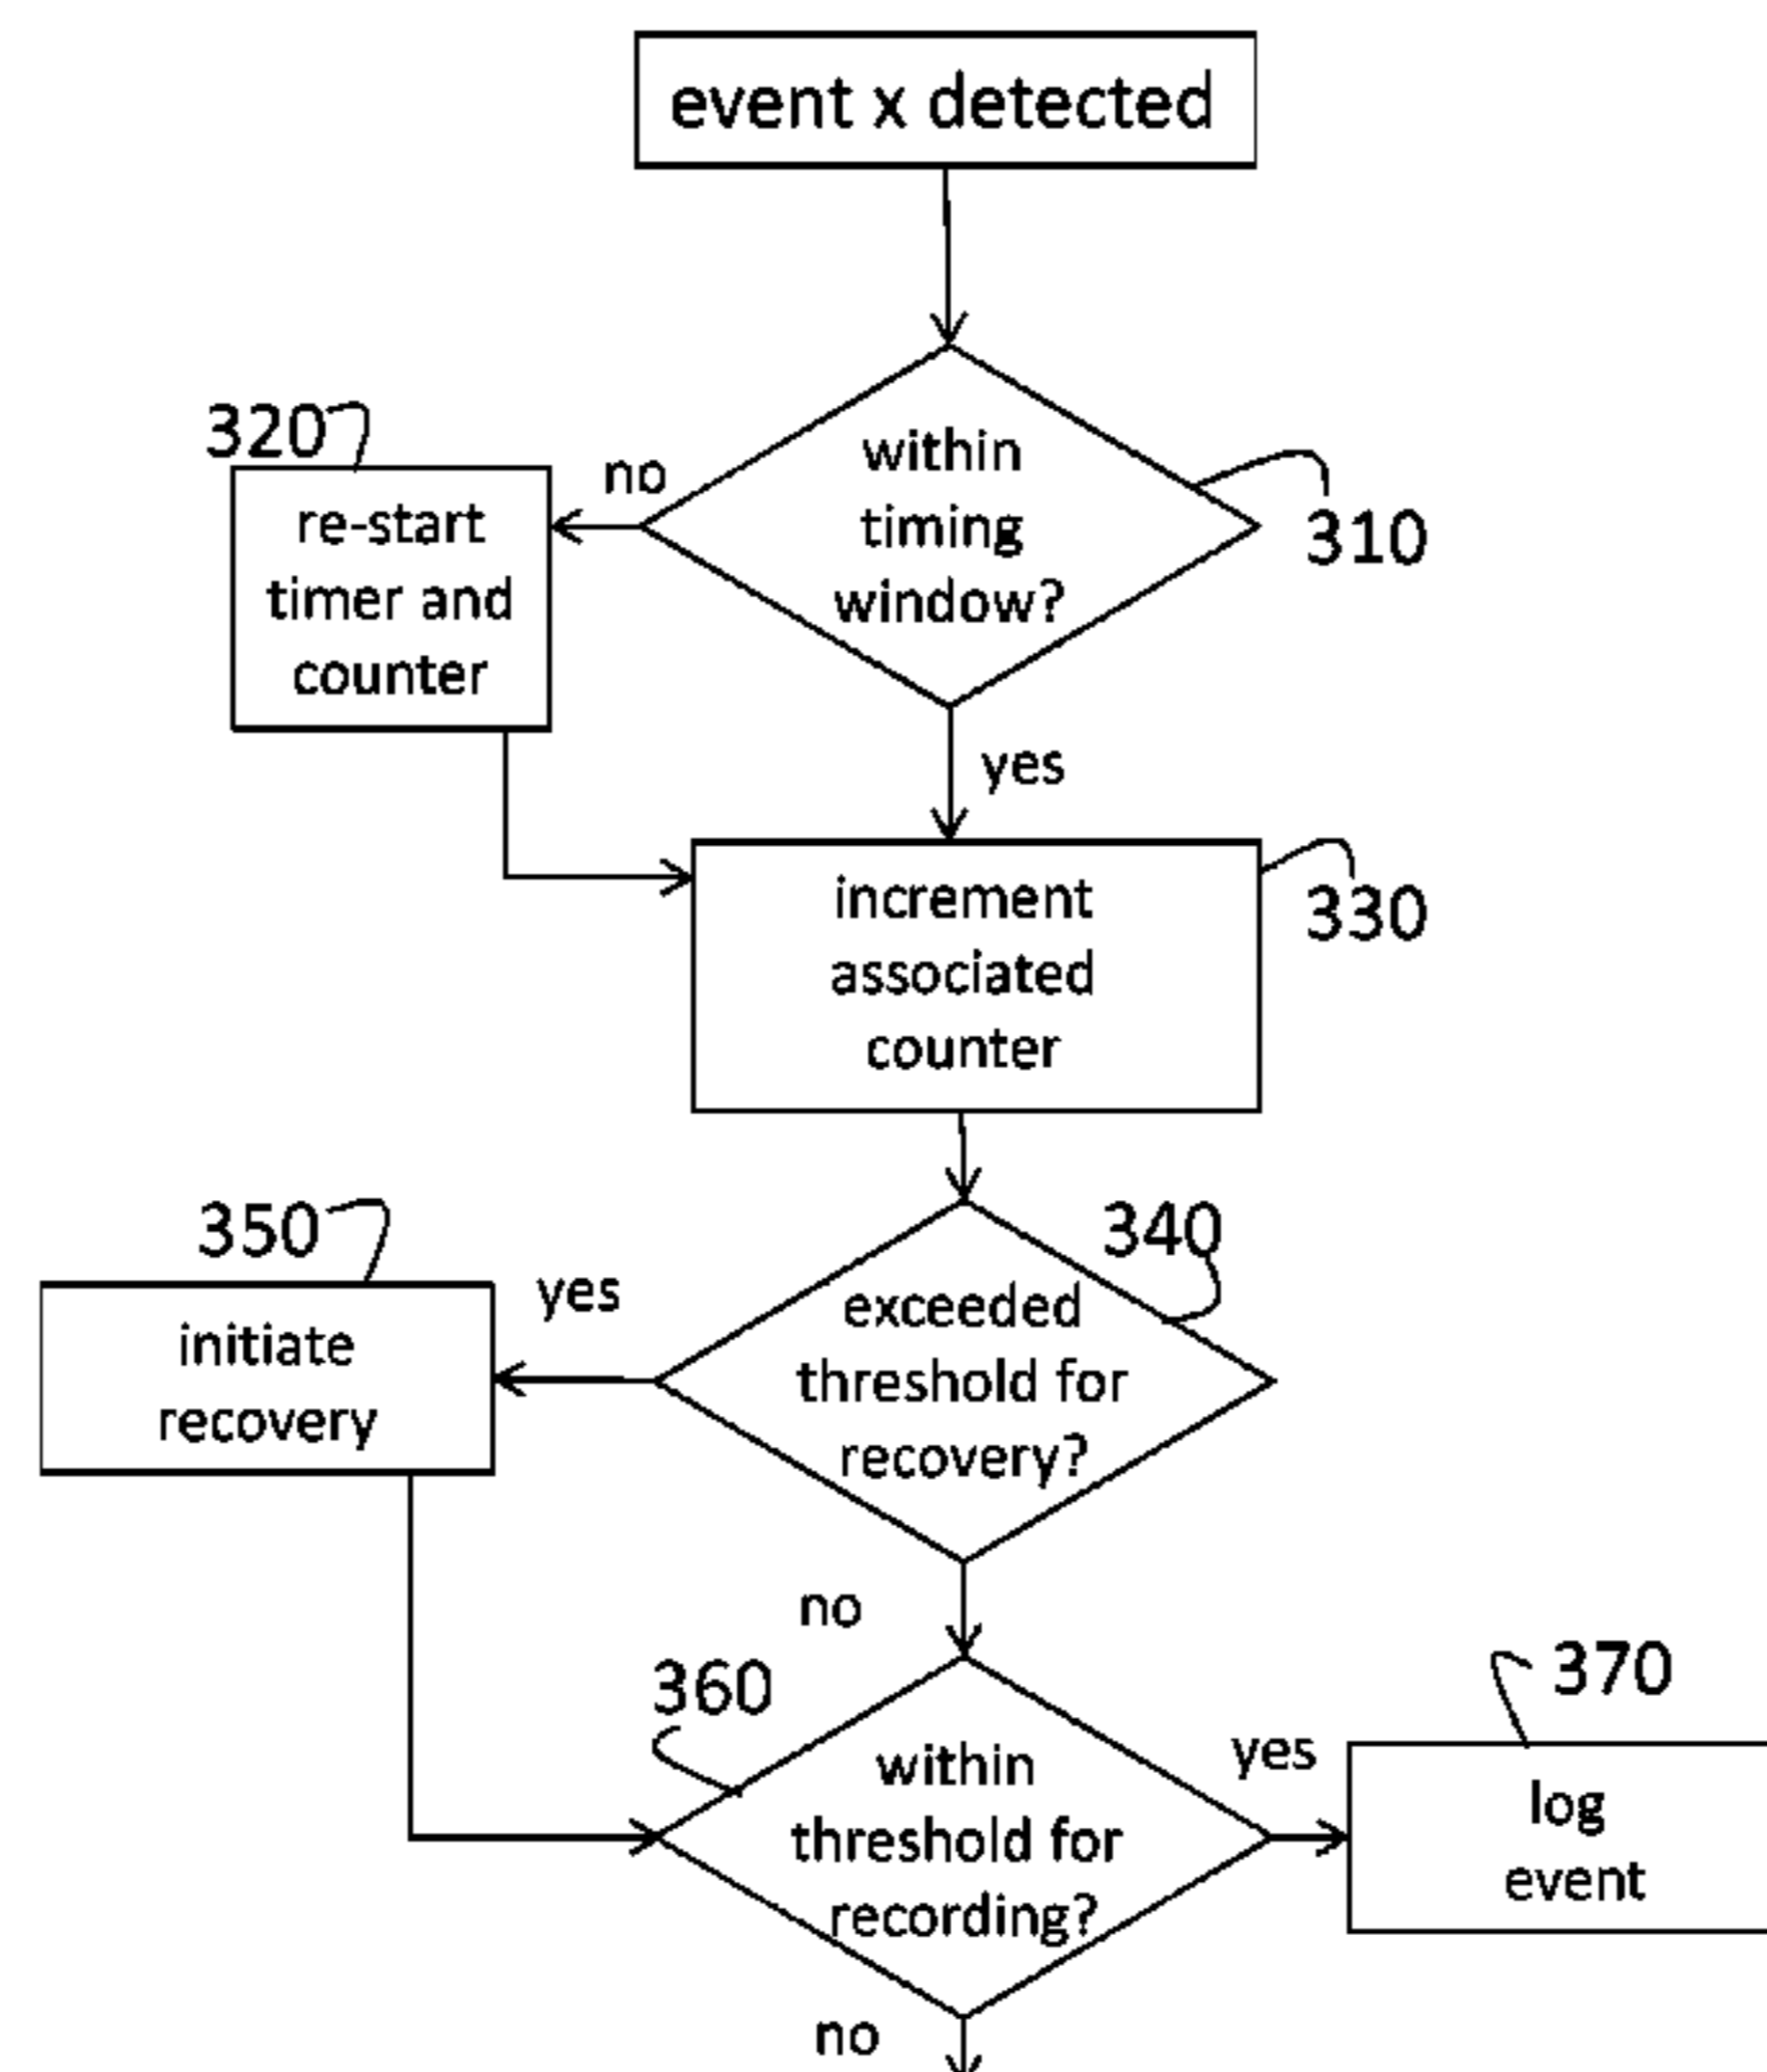 event x detected
320
no
within
timing
window?
310
re-start
timer and
counter
yes
increment
associated
counter
330
350
yes
340
exceeded
threshold for
recovery?
initiate
recovery
no
360
within
threshold for
recording?
yes
370
log
event
no